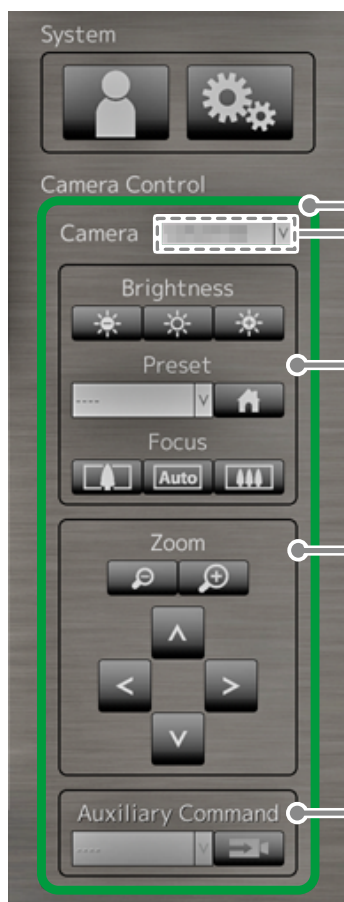 System
Camera Control
Camera
Brightness
Preset
----
Focus
Auto
Zoom
Auxiliary Command
----